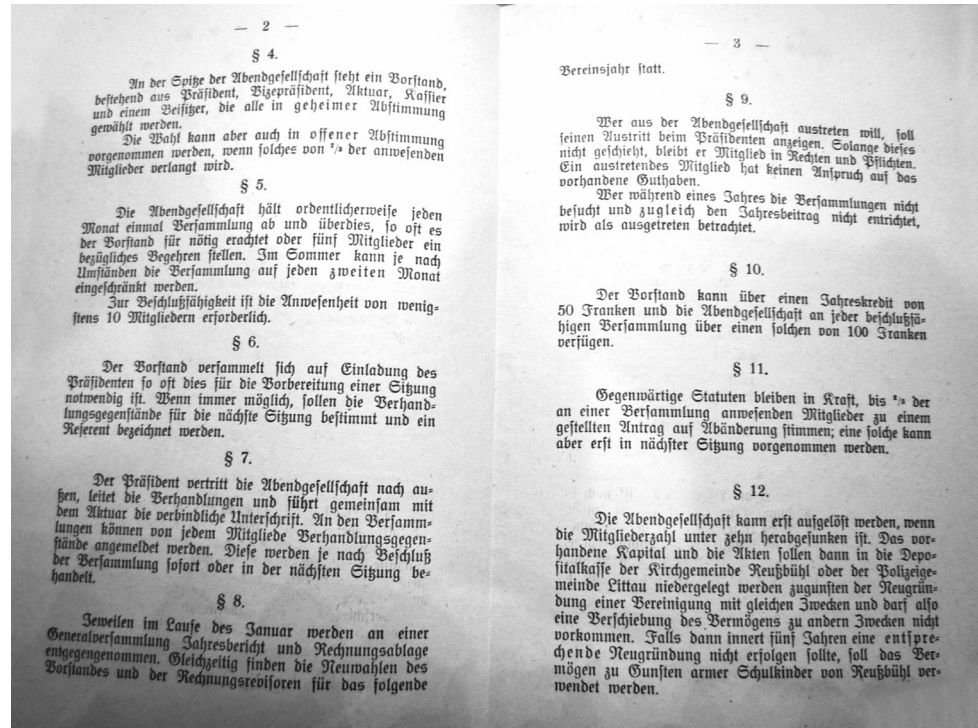 — 2 —
§ 4.
An der Spitze der Abendgesellschaft steht ein Vorstand,
bestehend aus Präsident, Vizepräsident, Aktuar, Kassier
und einem Beisitzer, die alle in geheimer Abstimmung
gewählt werden.
Die Wahl kann aber auch in offener Abstimmung
vorgenommen werden, wenn solches von ²/₃ der anwesenden
Mitglieder verlangt wird.
§ 5.
Die Abendgesellschaft hält ordentlicherweise jeden
Monat einmal Versammlung ab und überdies, so oft es
der Vorstand für nötig erachtet oder fünf Mitglieder ein
bezügliches Begehren stellen. Im Sommer kann je nach
Umständen die Versammlung auf jeden zweiten Monat
eingeschränkt werden.
Zur Beschlußfähigkeit ist die Anwesenheit von wenig-
stens 10 Mitgliedern erforderlich.
§ 6.
Der Vorstand versammelt sich auf Einladung des
Präsidenten so oft dies für die Vorbereitung einer Sitzung
notwendig ist. Wenn immer möglich, sollen die Verhand-
lungsgegenstände für die nächste Sitzung bestimmt und ein
Referent bezeichnet werden.
§ 7.
Der Präsident vertritt die Abendgesellschaft nach au-
ßen, leitet die Verhandlungen und führt gemeinsam mit
dem Aktuar die verbindliche Unterschrift. An den Versamm-
lungen können von jedem Mitgliede Verhandlungsgegen-
stände angemeldet werden. Diese werden je nach Beschluß
der Versammlung sofort oder in der nächsten Sitzung be-
handelt.
§ 8.
Jeweilen im Laufe des Januar werden an einer
Generalversammlung Jahresbericht und Rechnungsablage
entgegengenommen. Gleichzeitig finden die Neuwahlen des
Vorstandes und der Rechnungsrevisoren für das folgende
— 3 —
Vereinsjahr statt.
§ 9.
Wer aus der Abendgesellschaft austreten will, soll
seinen Austritt beim Präsidenten anzeigen. Solange dieses
nicht geschieht, bleibt er Mitglied in Rechten und Pflichten.
Ein austretendes Mitglied hat keinen Anspruch auf das
vorhandene Guthaben.
Wer während eines Jahres die Versammlungen nicht
besucht und zugleich den Jahresbeitrag nicht entrichtet,
wird als ausgetreten betrachtet.
§ 10.
Der Vorstand kann über einen Jahreskredit von
50 Franken und die Abendgesellschaft an jeder beschlußfä-
higen Versammlung über einen solchen von 100 Franken
verfügen.
§ 11.
Gegenwärtige Statuten bleiben in Kraft, bis ²/₃ der
an einer Versammlung anwesenden Mitglieder zu einem
gestellten Antrag auf Abänderung stimmen; eine solche kann
aber erst in nächster Sitzung vorgenommen werden.
§ 12.
Die Abendgesellschaft kann erst aufgelöst werden, wenn
die Mitgliederzahl unter zehn herabgesunken ist. Das vor-
handene Kapital und die Akten sollen dann in die Depo-
sitalkasse der Kirchgemeinde Reußbühl oder der Polizeige-
meinde Littau niedergelegt werden zugunsten der Neugrün-
dung einer Vereinigung mit gleichen Zwecken und darf also
eine Verschiebung des Vermögens zu andern Zwecken nicht
vorkommen. Falls dann innert fünf Jahren eine entspre-
chende Neugründung nicht erfolgen sollte, soll das Ver-
mögen zu Gunsten armer Schulkinder von Reußbühl ver-
wendet werden.